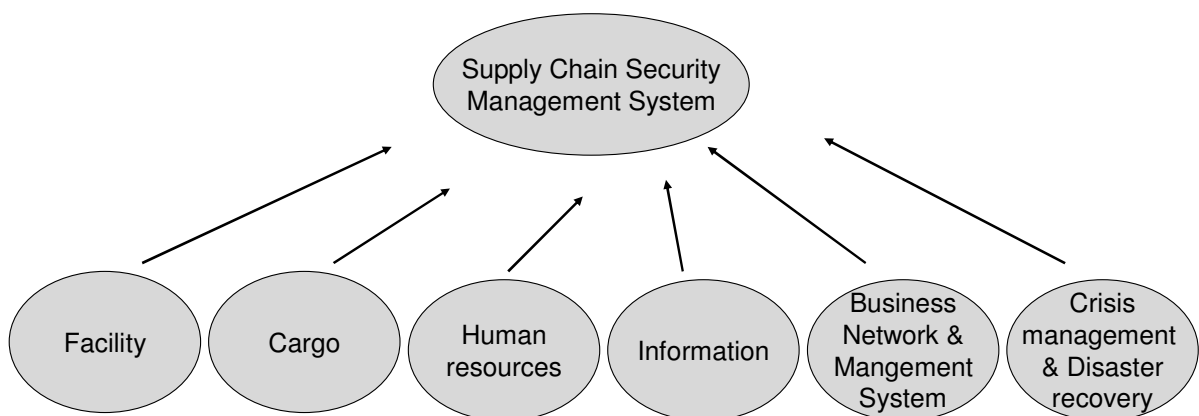 Supply Chain Security
Management System
Facility
Cargo
Human
resources
Information
Business
Network &
Mangement
System
Crisis
management
& Disaster
recovery